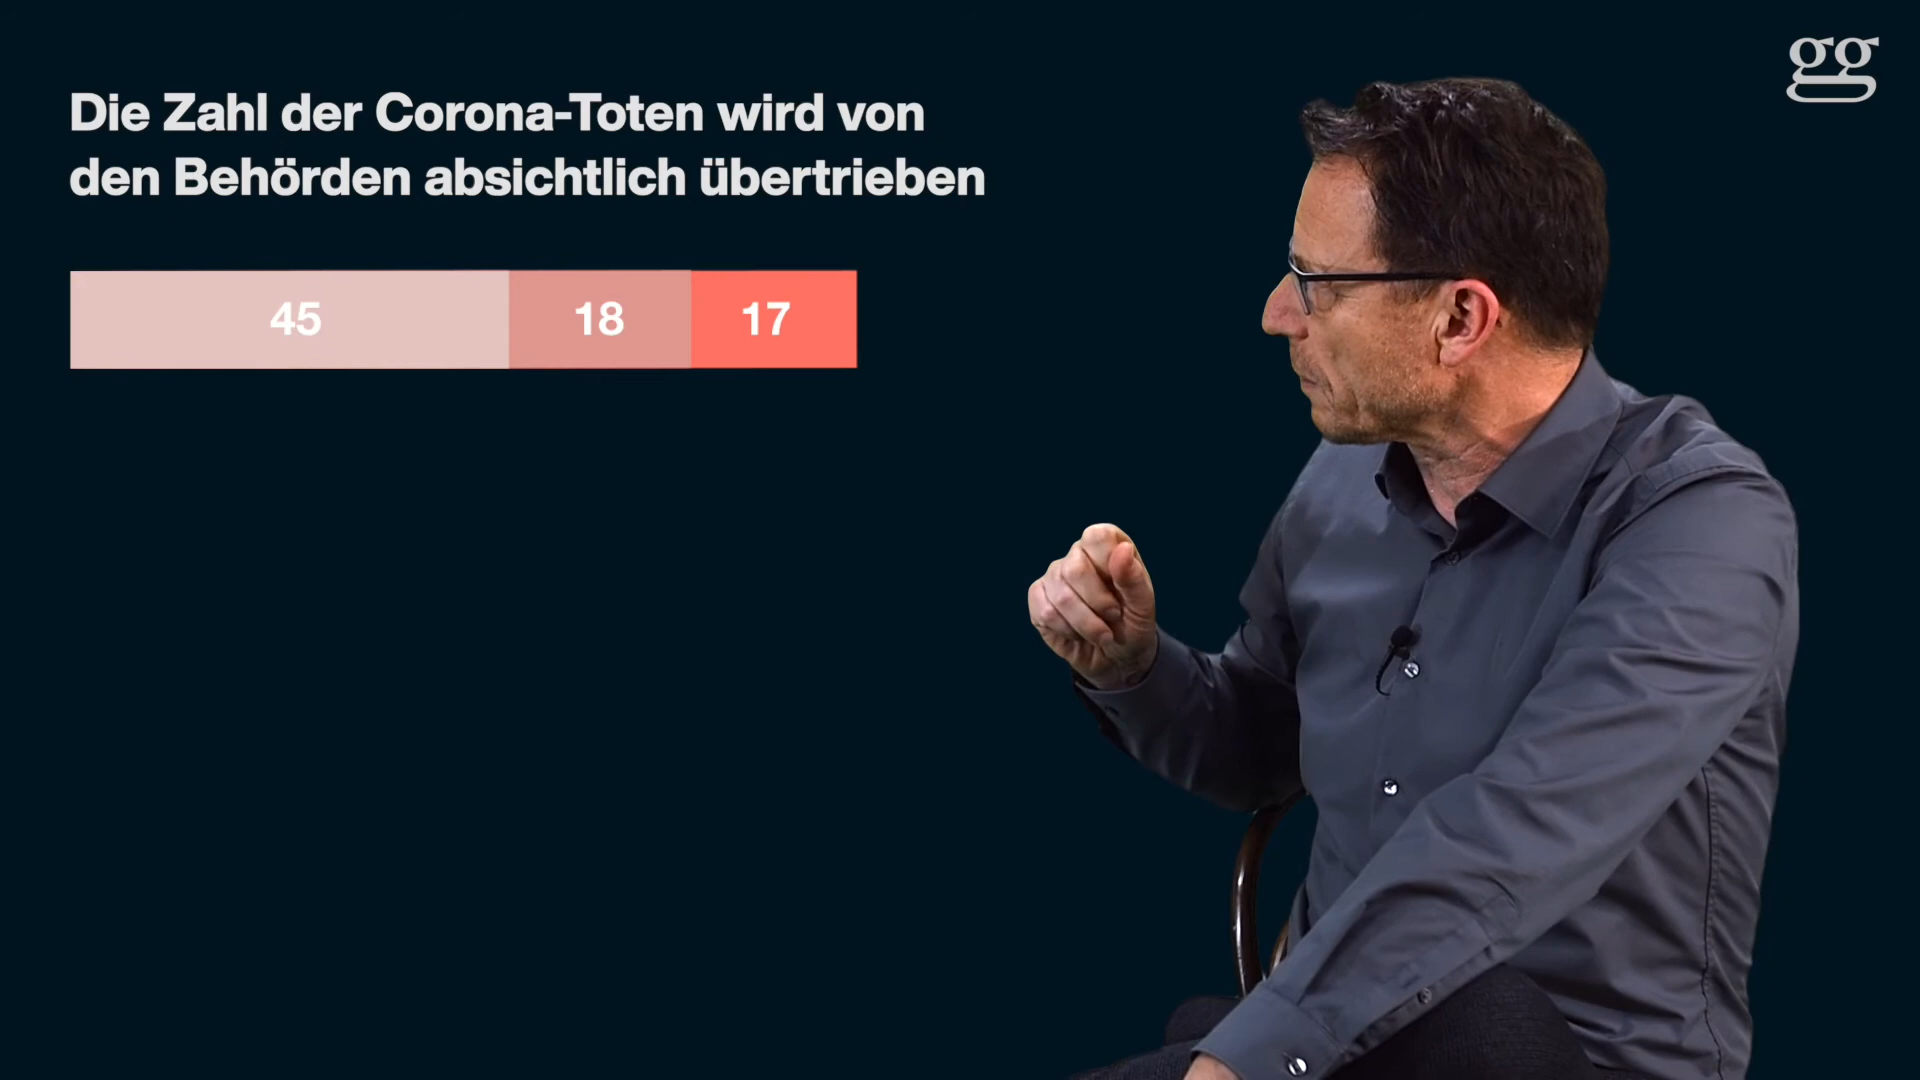 gg
Die Zahl der Corona-Toten wird von
den Behörden absichtlich übertrieben
45 18 17